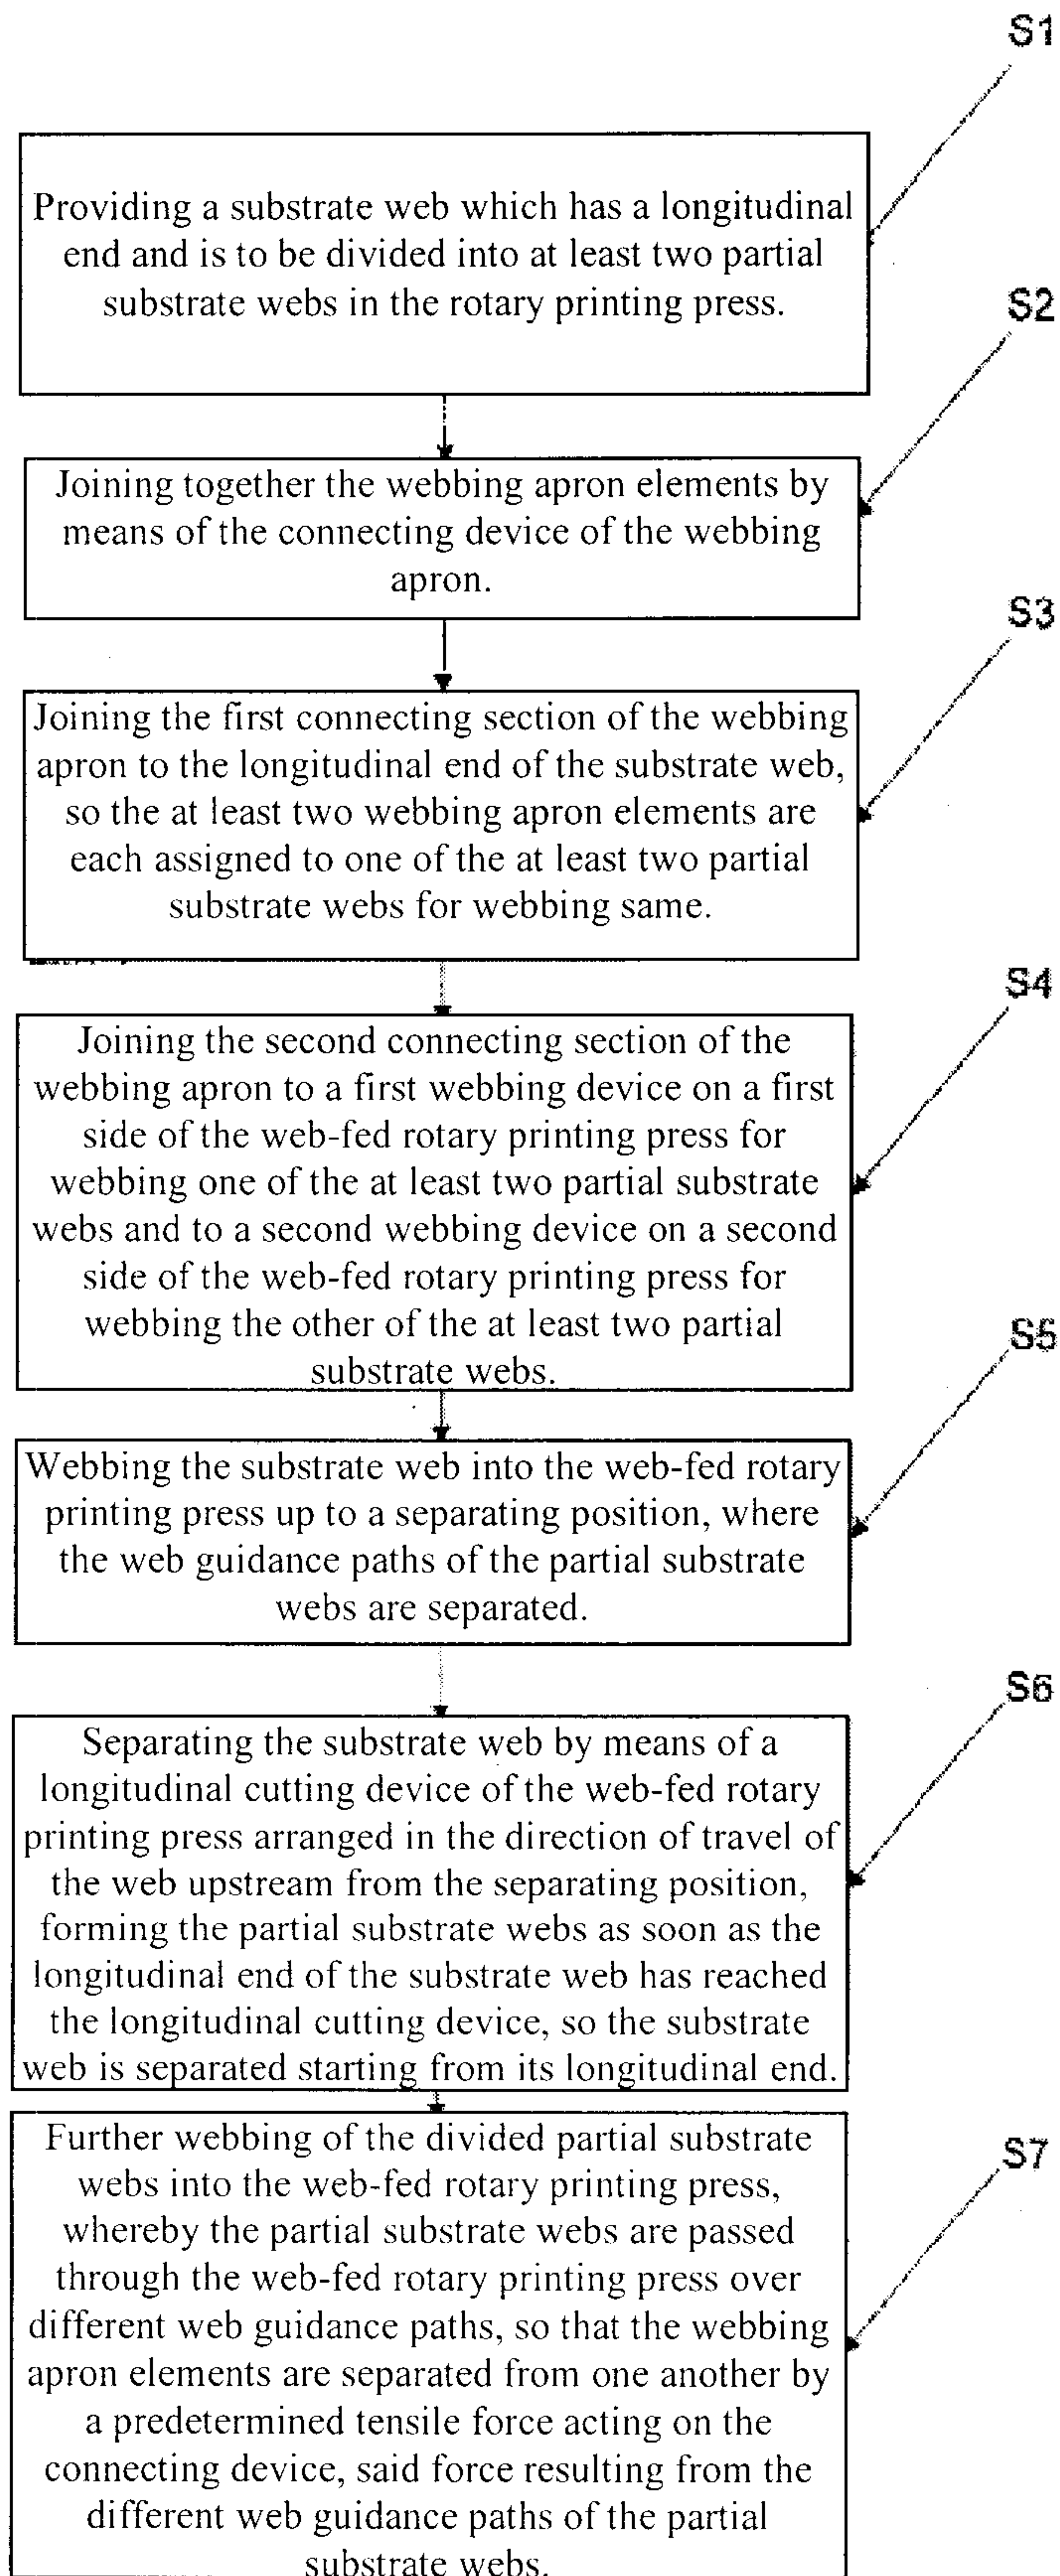 S1
Providing a substrate web which has a longitudinal
end and is to be divided into at least two partial
substrate webs in the rotary printing press.
S2
Joining together the webbing apron elements by
means of the connecting device of the webbing
apron.
S3
Joining the first connecting section of the webbing
apron to the longitudinal end of the substrate web,
so the at least two webbing apron elements are
each assigned to one of the at least two partial
substrate webs for webbing same.
S4
Joining the second connecting section of the
webbing apron to a first webbing device on a first
side of the web-fed rotary printing press for
webbing one of the at least two partial substrate
webs and to a second webbing device on a second
side of the web-fed rotary printing press for
webbing the other of the at least two partial
substrate webs.
S5
Webbing the substrate web into the web-fed rotary
printing press up to a separating position, where
the web guidance paths of the partial substrate
webs are separated.
S6
Separating the substrate web by means of a
longitudinal cutting device of the web-fed rotary
printing press arranged in the direction of travel of
the web upstream from the separating position,
forming the partial substrate webs as soon as the
longitudinal end of the substrate web has reached
the longitudinal cutting device, so the substrate
web is separated starting from its longitudinal end.
S7
Further webbing of the divided partial substrate
webs into the web-fed rotary printing press,
whereby the partial substrate webs are passed
through the web-fed rotary printing press over
different web guidance paths, so that the webbing
apron elements are separated from one another by
a predetermined tensile force acting on the
connecting device, said force resulting from the
different web guidance paths of the partial
substrate webs.